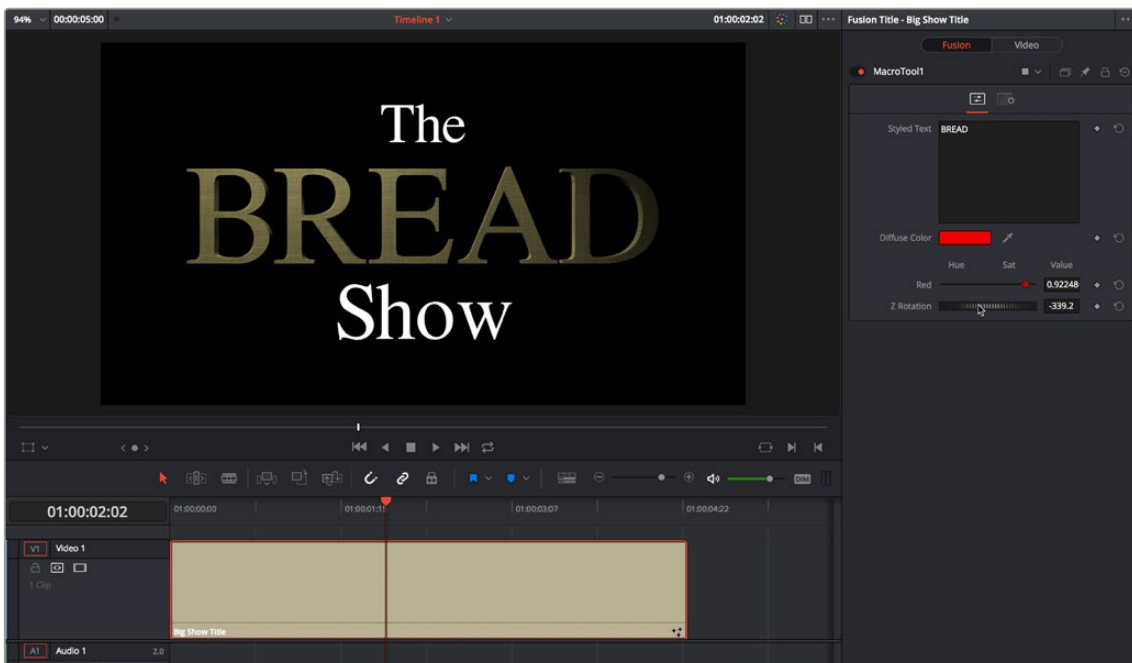 94% 00:00:05:00 Timeline 1 01:00:02:02 Fusion Title - Big Show Title
Fusion Video
MacroTool1
The
BREAD
Show
Styled Text BREAD
Diffuse Color
Hue Sat Value
Red 0.92248
Z Rotation -339.2
DIM
01:00:02:02 01:00:00:00 01:00:03:07 01:00:04:22
V1 Video 1
1 Clip
Big Show Title
A1 Audio 1 2.0